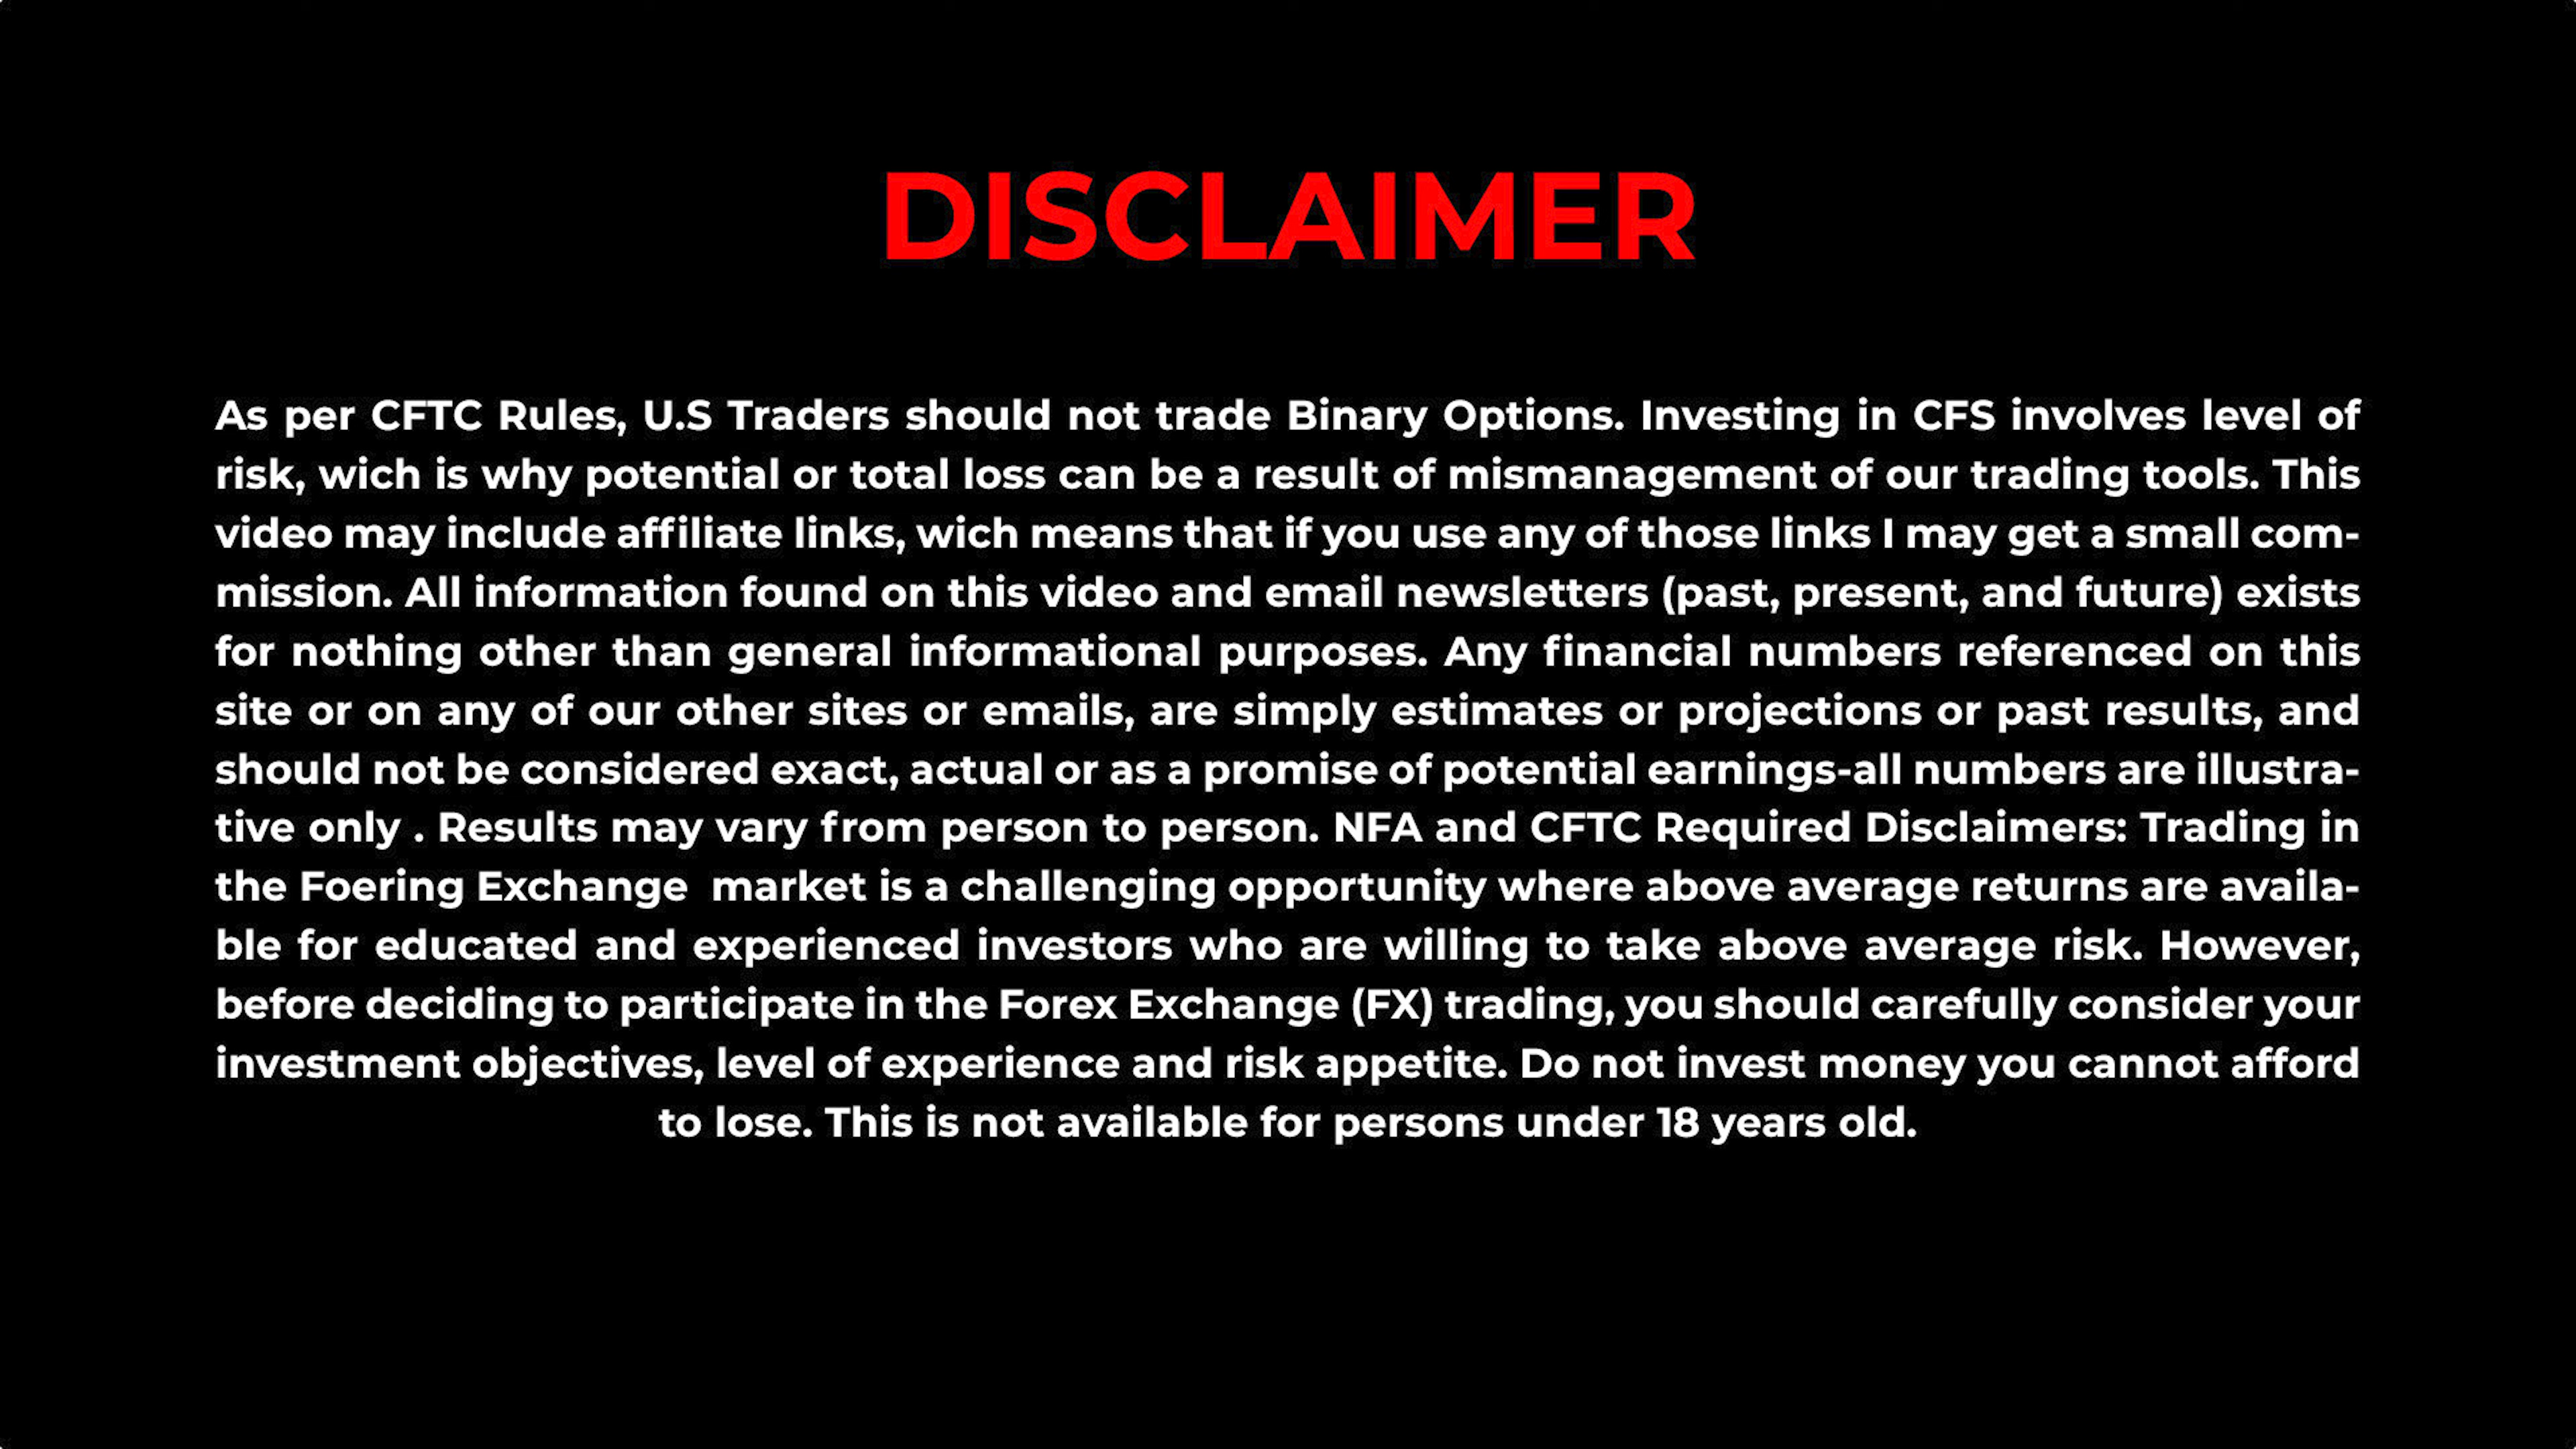 DISCLAIMER
As per CFTC Rules, U.S Traders should not trade Binary Options. Investing in CFS involves level of
risk, wich is why potential or total loss can be a result of mismanagement of our trading tools. This
video may include affiliate links, wich means that if you use any of those links I may get a small com-
mission. All information found on this video and email newsletters (past, present, and future) exists
for nothing other than general informational purposes. Any financial numbers referenced on this
site or on any of our other sites or emails, are simply estimates or projections or past results, and
should not be considered exact, actual or as a promise of potential earnings-all numbers are illustra-
tive only . Results may vary from person to person. NFA and CFTC Required Disclaimers: Trading in
the Foering Exchange  market is a challenging opportunity where above average returns are availa-
ble for educated and experienced investors who are willing to take above average risk. However,
before deciding to participate in the Forex Exchange (FX) trading, you should carefully consider your
investment objectives, level of experience and risk appetite. Do not invest money you cannot afford
to lose. This is not available for persons under 18 years old.